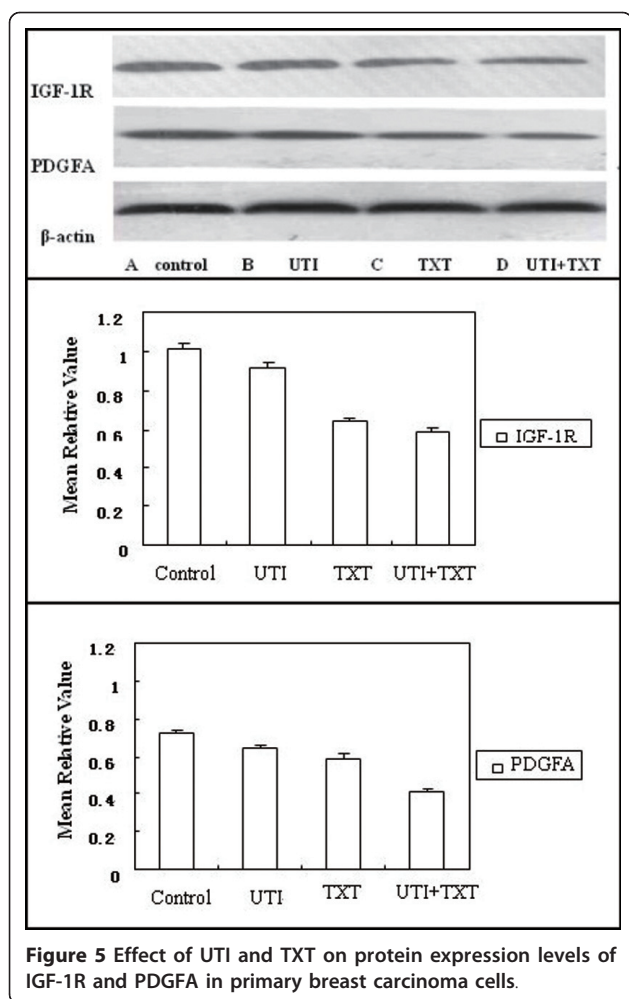 IGF-1R
PDGFA
β-actin
A control B UTI C TXT D UTI+TXT
1.2
1
0.8
0.6
0.4
0.2
0
Mean Relative Value
Control UTI TXT UTI+TXT
IGF-1R
1.2
1
0.8
0.6
0.4
0.2
0
Mean Relative Value
Control UTI TXT UTI+TXT
PDGFA
Figure 5 Effect of UTI and TXT on protein expression levels of
IGF-1R and PDGFA in primary breast carcinoma cells.